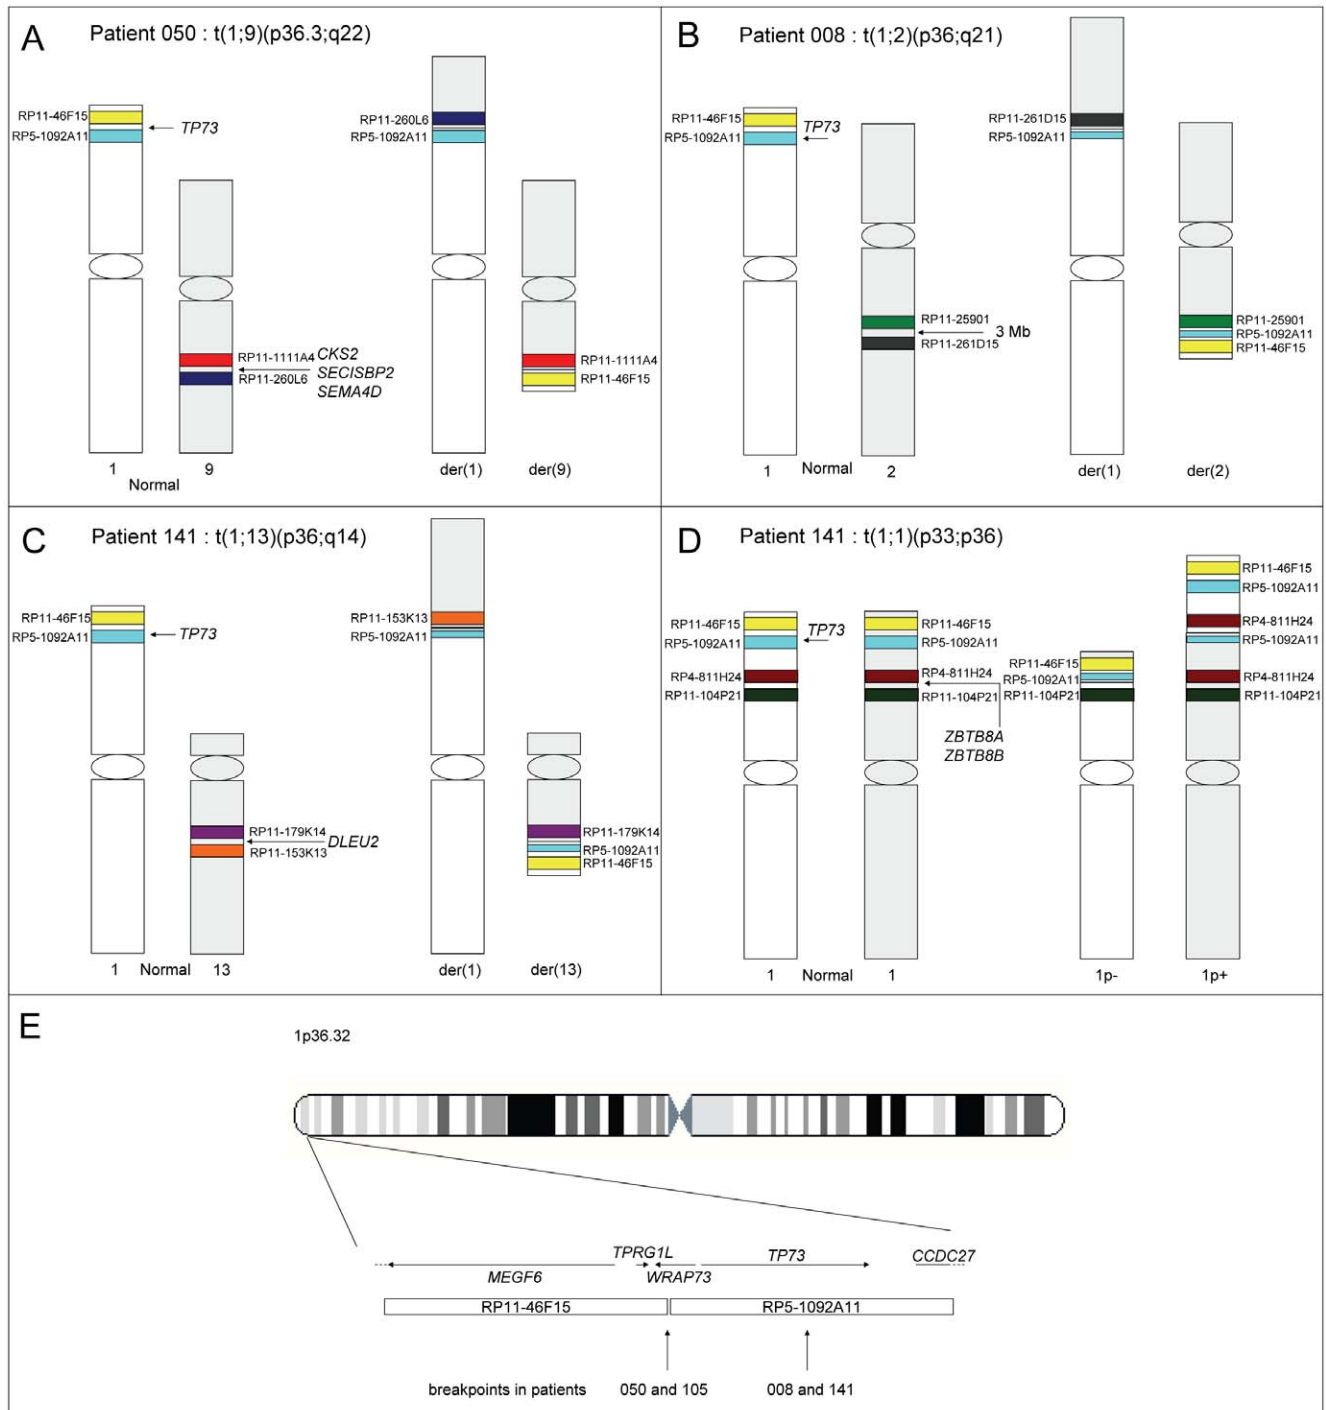 A
Patient 050 : t(1;9)(p36.3;q22)
RP11-46F15
TP73
RP5-1092A11
RP11-260L6
RP5-1092A11
RP11-1111A4
CKS2
SECISBP2
RP11-260L6
SEMA4D
RP11-1111A4
RP11-46F15
1
9
Normal
der(1)
der(9)
B
Patient 008 : t(1;2)(p36;q21)
RP11-46F15
TP73
RP5-1092A11
RP11-261D15
RP5-1092A11
RP11-25901
3 Mb
RP11-261D15
RP11-25901
RP5-1092A11
RP11-46F15
1 Normal 2
der(1)
der(2)
C
Patient 141 : t(1;13)(p36;q14)
RP11-46F15
RP5-1092A11
TP73
RP11-153K13
RP5-1092A11
RP11-179K14
DLEU2
RP11-153K13
RP11-179K14
RP5-1092A11
RP11-46F15
1 Normal 13
der(1)
der(13)
D
Patient 141 : t(1;1)(p33;p36)
RP11-46F15
TP73
RP5-1092A11
RP4-811H24
RP11-104P21
RP11-46F15
RP5-1092A11
RP4-811H24
RP11-104P21
ZBTB8A
ZBTB8B
RP11-46F15
RP5-1092A11
RP11-104P21
RP11-46F15
RP5-1092A11
RP4-811H24
RP5-1092A11
RP4-811H24
RP11-104P21
1 Normal 1
1p-
1p+
E
1p36.32
TPRG1L
TP73
CCDC27
MEGF6
WRAP73
RP11-46F15
RP5-1092A11
breakpoints in patients
050 and 105
008 and 141